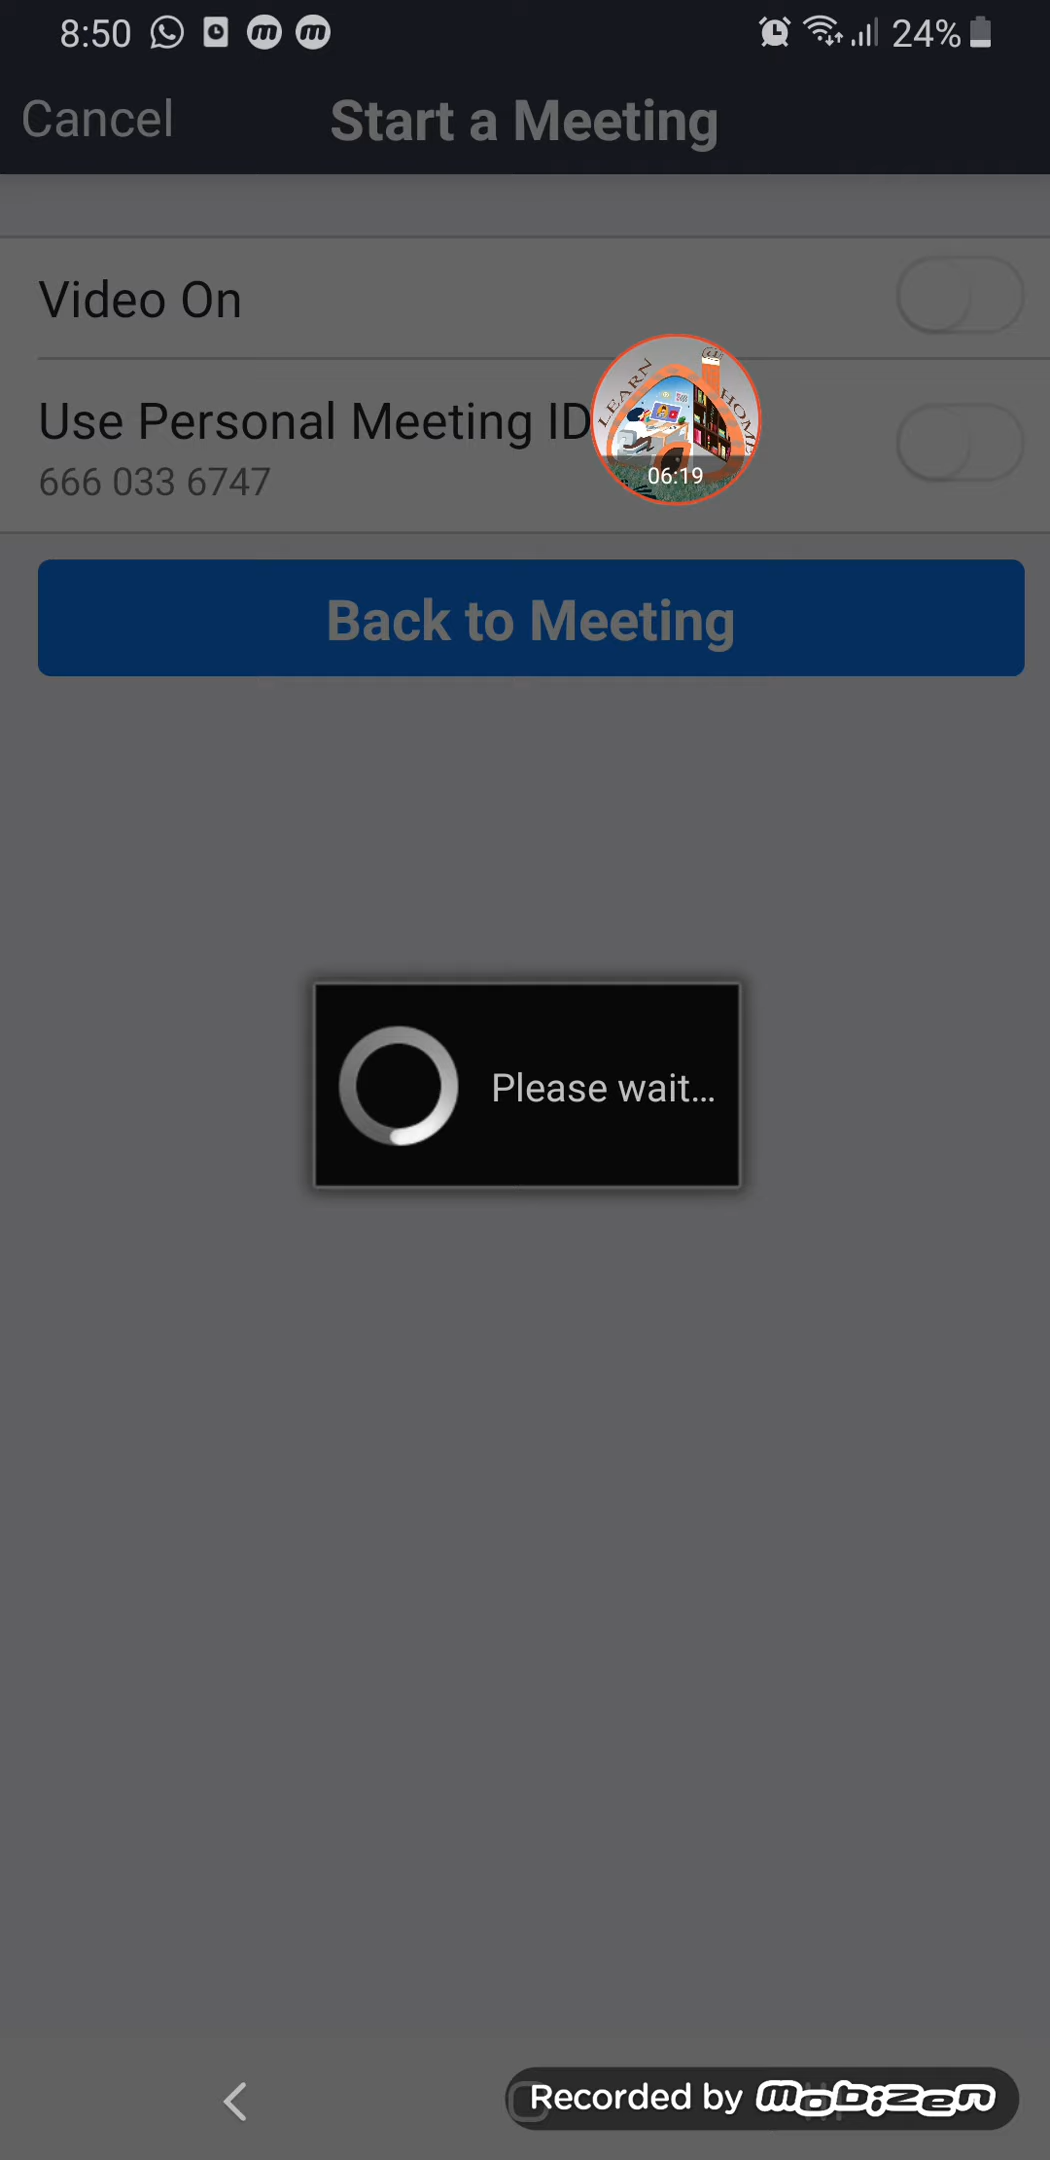 8:50
24%
Cancel
Start a Meeting
Video On
LEARN @ HOME
Use Personal Meeting ID
666 033 6747
06:19
Back to Meeting
Please wait...
Recorded by mobizen